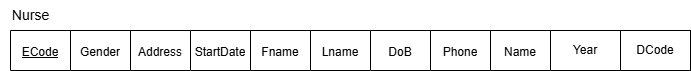 Nurse
ECode Gender Address StartDate Fname Lname DoB Phone Name Year DCode